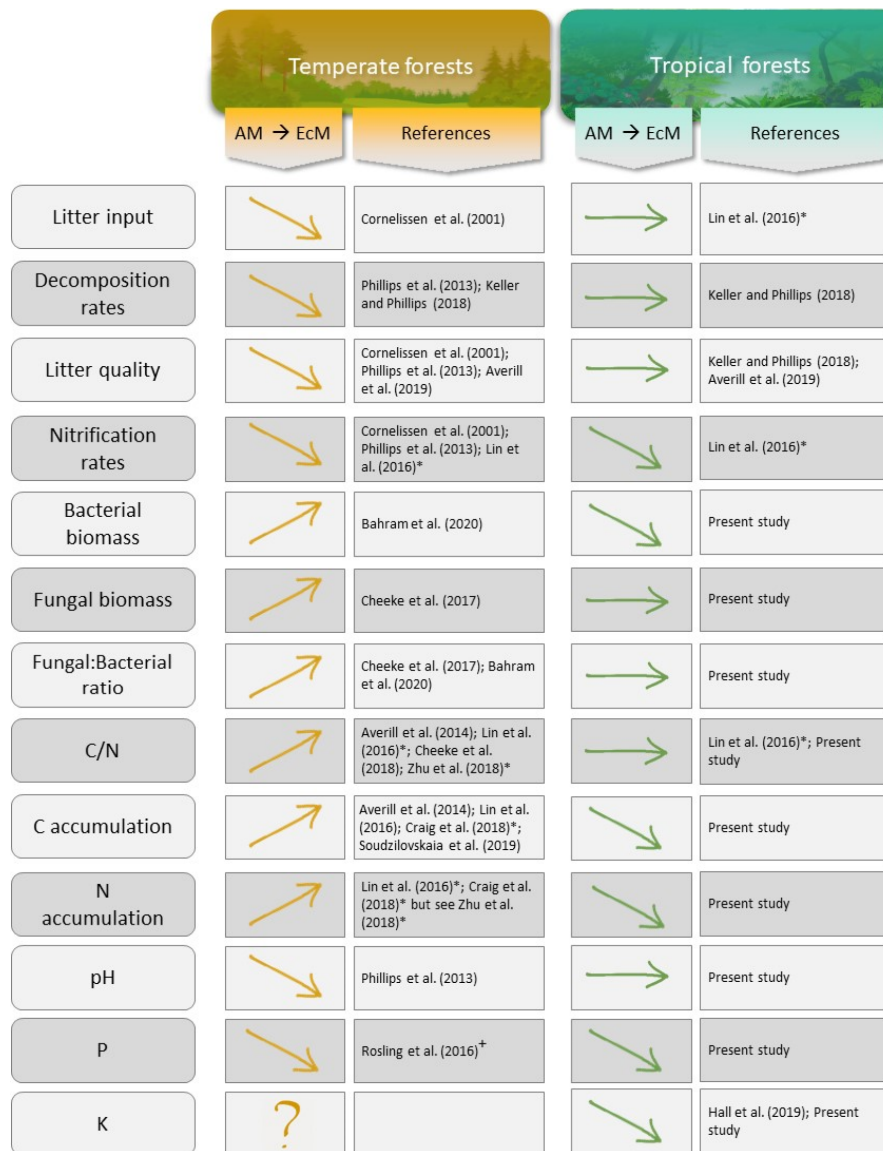 Temperate forests
Tropical forests
AM → EcM
References
AM → EcM
References
Litter input
Cornelissen et al. (2001)
Lin et al. (2016)*
Decomposition
rates
Phillips et al. (2013); Keller
and Phillips (2018)
Keller and Phillips (2018)
Litter quality
Cornelissen et al. (2001);
Phillips et al. (2013); Averill
et al. (2019)
Keller and Phillips (2018);
Averill et al. (2019)
Nitrification
rates
Cornelissen et al. (2001);
Phillips et al. (2013); Lin et
al. (2016)*
Lin et al. (2016)*
Bacterial
biomass
Bahram et al. (2020)
Present study
Fungal biomass
Cheeke et al. (2017)
Present study
Fungal:Bacterial
ratio
Cheeke et al. (2017); Bahram
et al. (2020)
Present study
C/N
Averill et al. (2014); Lin et al.
(2016)*; Cheeke et al.
(2018); Zhu et al. (2018)*
Lin et al. (2016)*; Present
study
C accumulation
Averill et al. (2014); Lin et al.
(2016); Craig et al. (2018)*;
Soudzilovskaia et al. (2019)
Present study
N
accumulation
Lin et al. (2016)*; Craig et al.
(2018)* but see Zhu et al.
(2018)*
Present study
pH
Phillips et al. (2013)
Present study
P
Rosling et al. (2016)+
Present study
K
?
Hall et al. (2019); Present
study